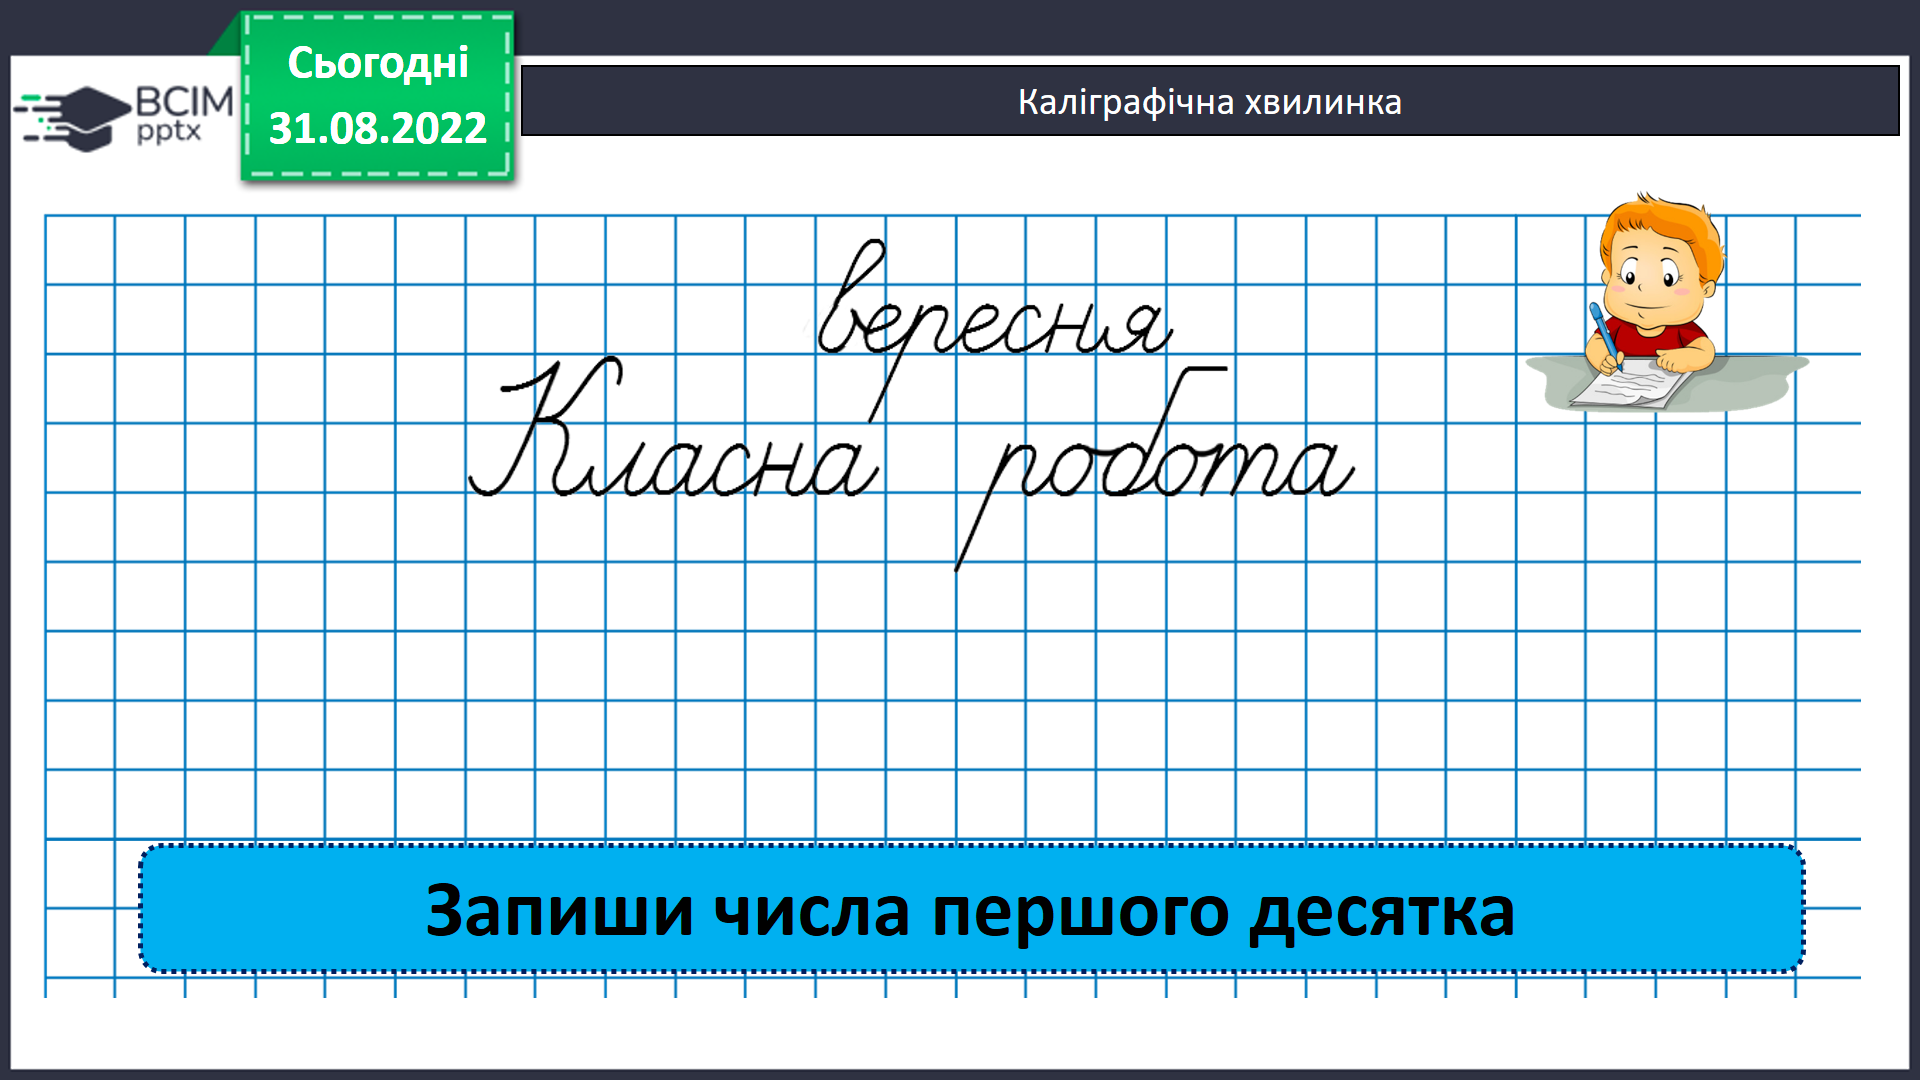 Сьогодні
31.08.2022
ВСІМ
pptx
Каліграфічна хвилинка
вересня
Класна робота
Запиши числа першого десятка